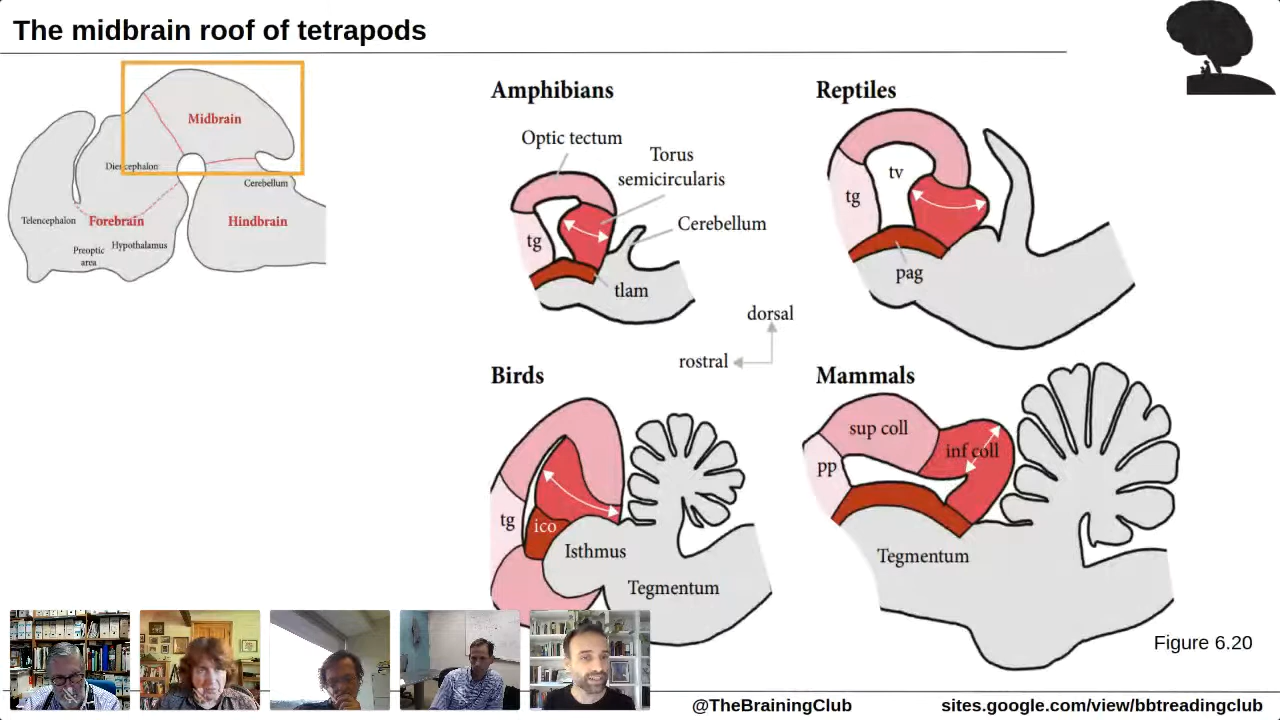 The midbrain roof of tetrapods
Midbrain
Diencephalon
Cerebellum
Telencephalon
Forebrain
Hindbrain
Preoptic
area
Hypothalamus
Amphibians
Optic tectum
Torus
semicircularis
Cerebellum
tg
tlam
Reptiles
tv
tg
pag
dorsal
rostral
Birds
tg
ico
Isthmus
Tegmentum
Mammals
sup coll
inf coll
pp
Tegmentum
Figure 6.20
@TheBrainingClub
sites.google.com/view/bbtreadingclub